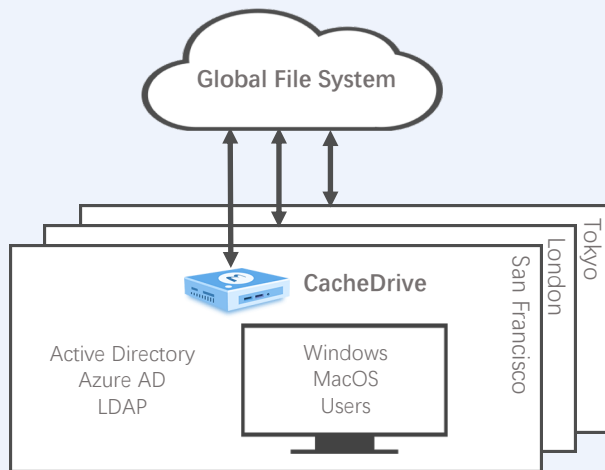 Global File System
Tokyo
London
San Francisco
CacheDrive
Active Directory
Azure AD
LDAP
Windows
MacOS
Users